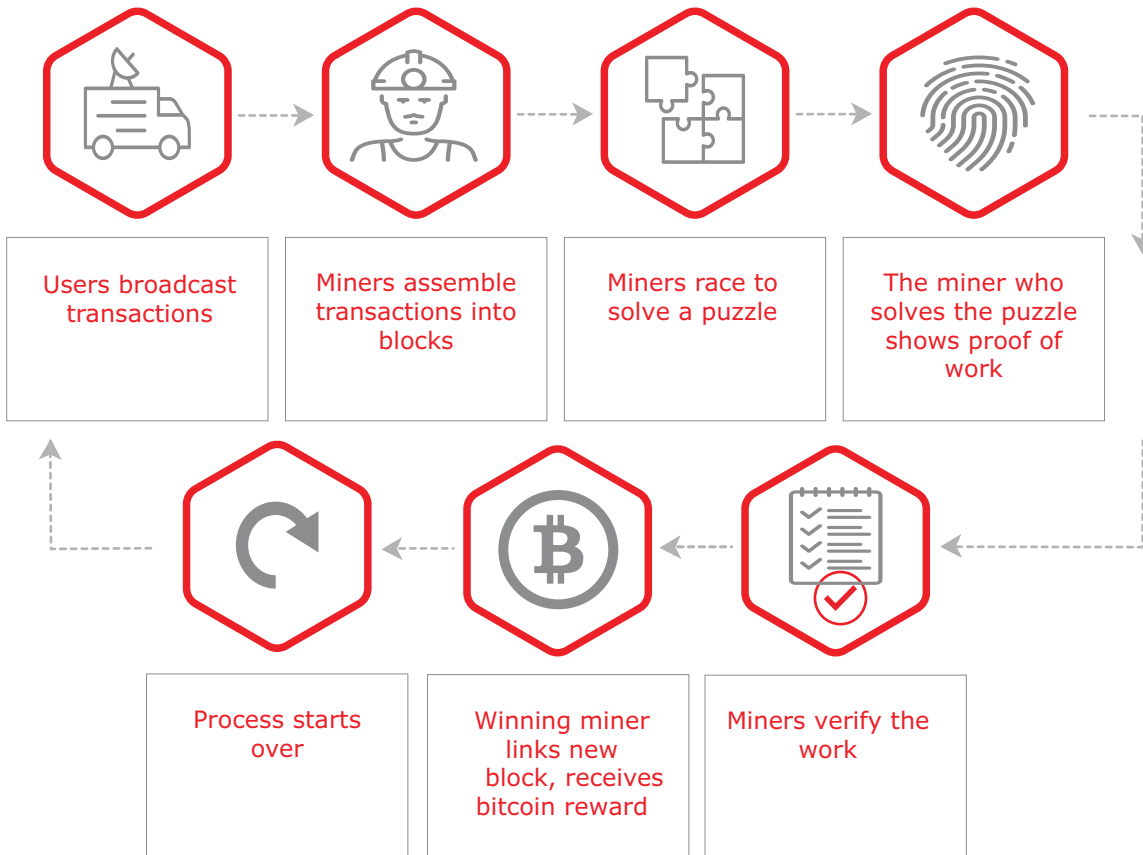 Users broadcast
transactions
Miners assemble
transactions into
blocks
Miners race to
solve a puzzle
The miner who
solves the puzzle
shows proof of
work
Process starts
over
Winning miner
links new
block, receives
bitcoin reward
Miners verify the
work